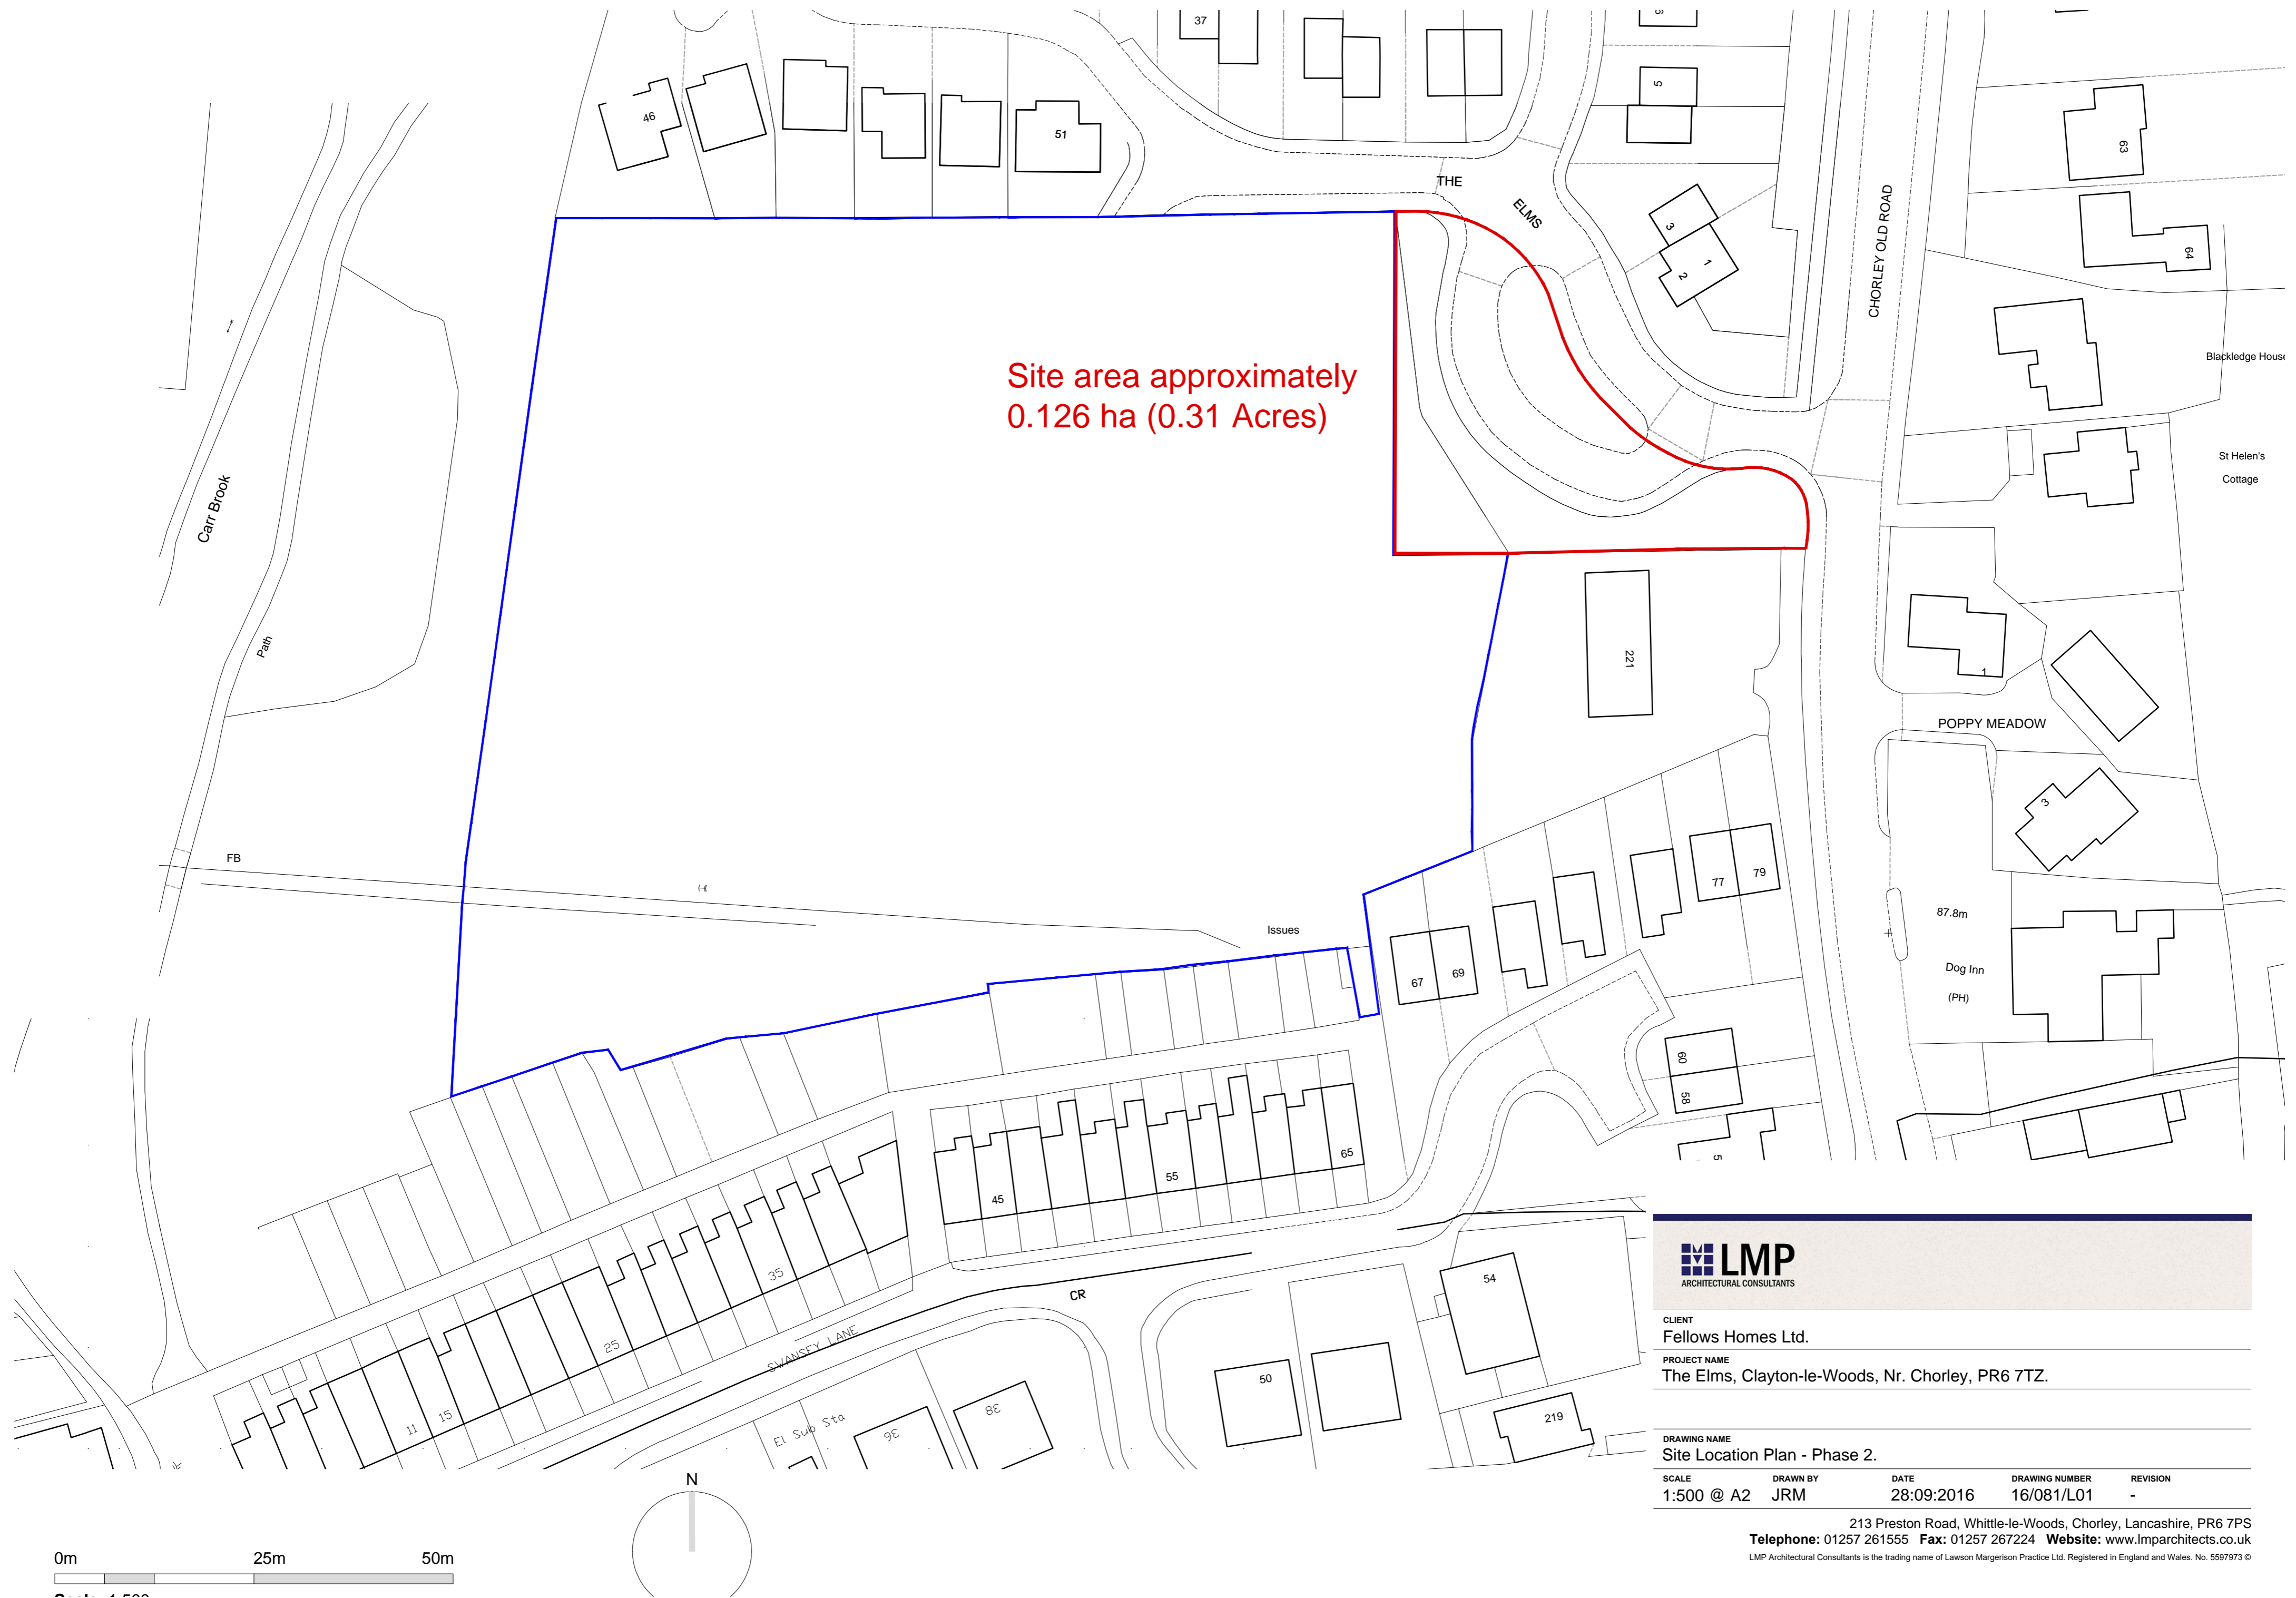 37
5
46
51
63
THE
ELMS
3
1
2
64
CHORLEY OLD ROAD
Blackledge House
Site area approximately
0.126 ha (0.31 Acres)
St Helen's
Cottage
Carr Brook
Path
221
1
POPPY MEADOW
3
FB
77
79
87.8m
Issues
67
69
Dog Inn
(PH)
60
58
45
55
65
35
25
11
15
SWANSEY LANE
CR
El Sub Sta
36
38
50
54
219
N
0m
25m
50m
LMP
ARCHITECTURAL CONSULTANTS
CLIENT
Fellows Homes Ltd.
PROJECT NAME
The Elms, Clayton-le-Woods, Nr. Chorley, PR6 7TZ.
DRAWING NAME
Site Location Plan - Phase 2.
SCALE DRAWN BY DATE DRAWING NUMBER REVISION
1:500 @ A2 JRM 28:09:2016 16/081/L01 -
213 Preston Road, Whittle-le-Woods, Chorley, Lancashire, PR6 7PS
Telephone: 01257 261555 Fax: 01257 267224 Website: www.lmparchitects.co.uk
LMP Architectural Consultants is the trading name of Lawson Margerison Practice Ltd. Registered in England and Wales. No. 5597973 ©